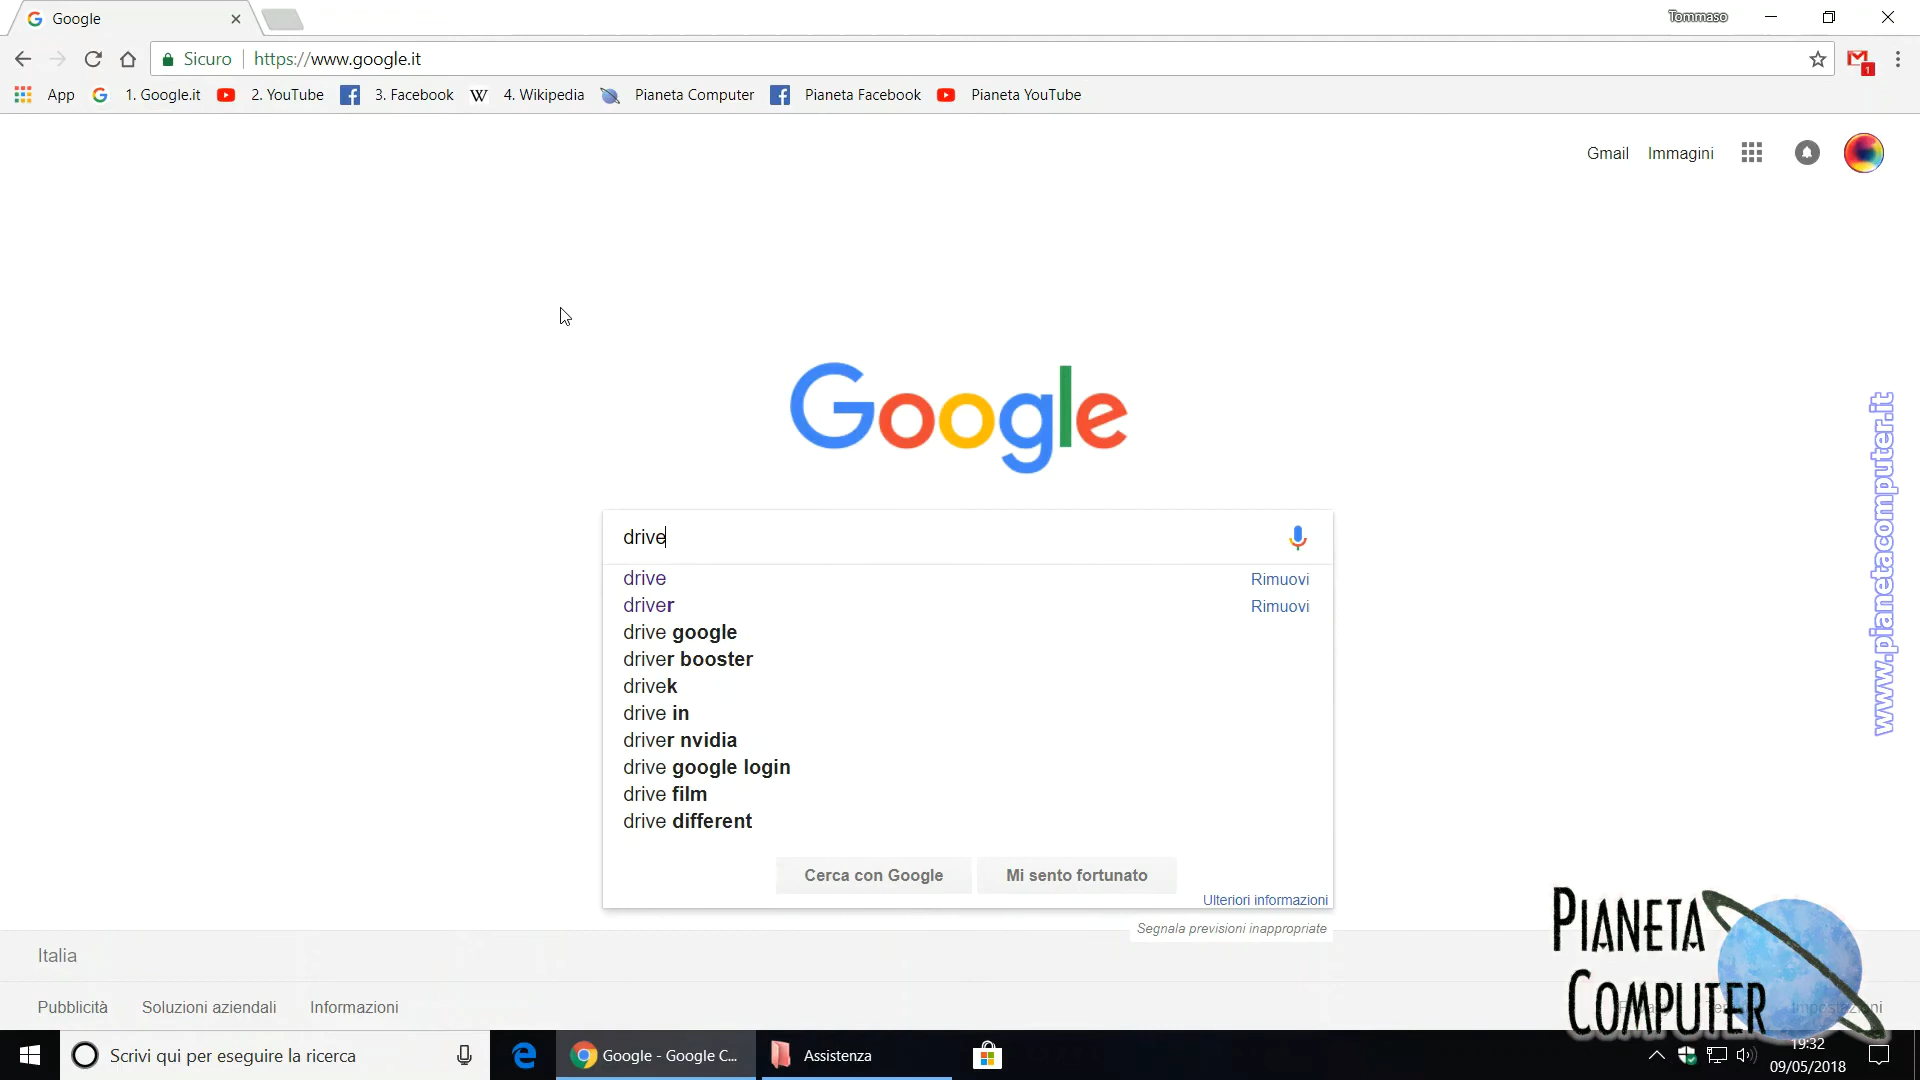 Google
Tommaso
Sicuro
https://www.google.it
App
1. Google.it
2. YouTube
3. Facebook
W
4. Wikipedia
Pianeta Computer
Pianeta Facebook
Pianeta YouTube
1
Gmail
Immagini
Google
drive
drive
Rimuovi
driver
Rimuovi
drive google
driver booster
drivek
drive in
driver nvidia
drive google login
drive film
drive different
Cerca con Google
Mi sento fortunato
Ulteriori informazioni
Segnala previsioni inappropriate
www.pianetacomputer.it
Italia
Pubblicità
Soluzioni aziendali
Informazioni
Impostazioni
PIANETA
COMPUTER
Scrivi qui per eseguire la ricerca
Google - Google C...
Assistenza
19:32
09/05/2018